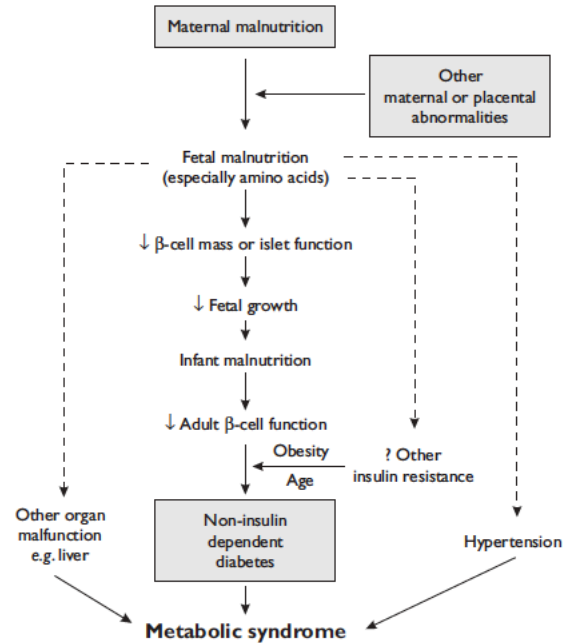 Maternal malnutrition
Other
maternal or placental
abnormalities
Fetal malnutrition
(especially amino acids)
↓ β-cell mass or islet function
↓ Fetal growth
Infant malnutrition
↓ Adult β-cell function
Obesity
Age
? Other
insulin resistance
Other organ
malfunction
e.g. liver
Non-insulin
dependent
diabetes
Hypertension
Metabolic syndrome